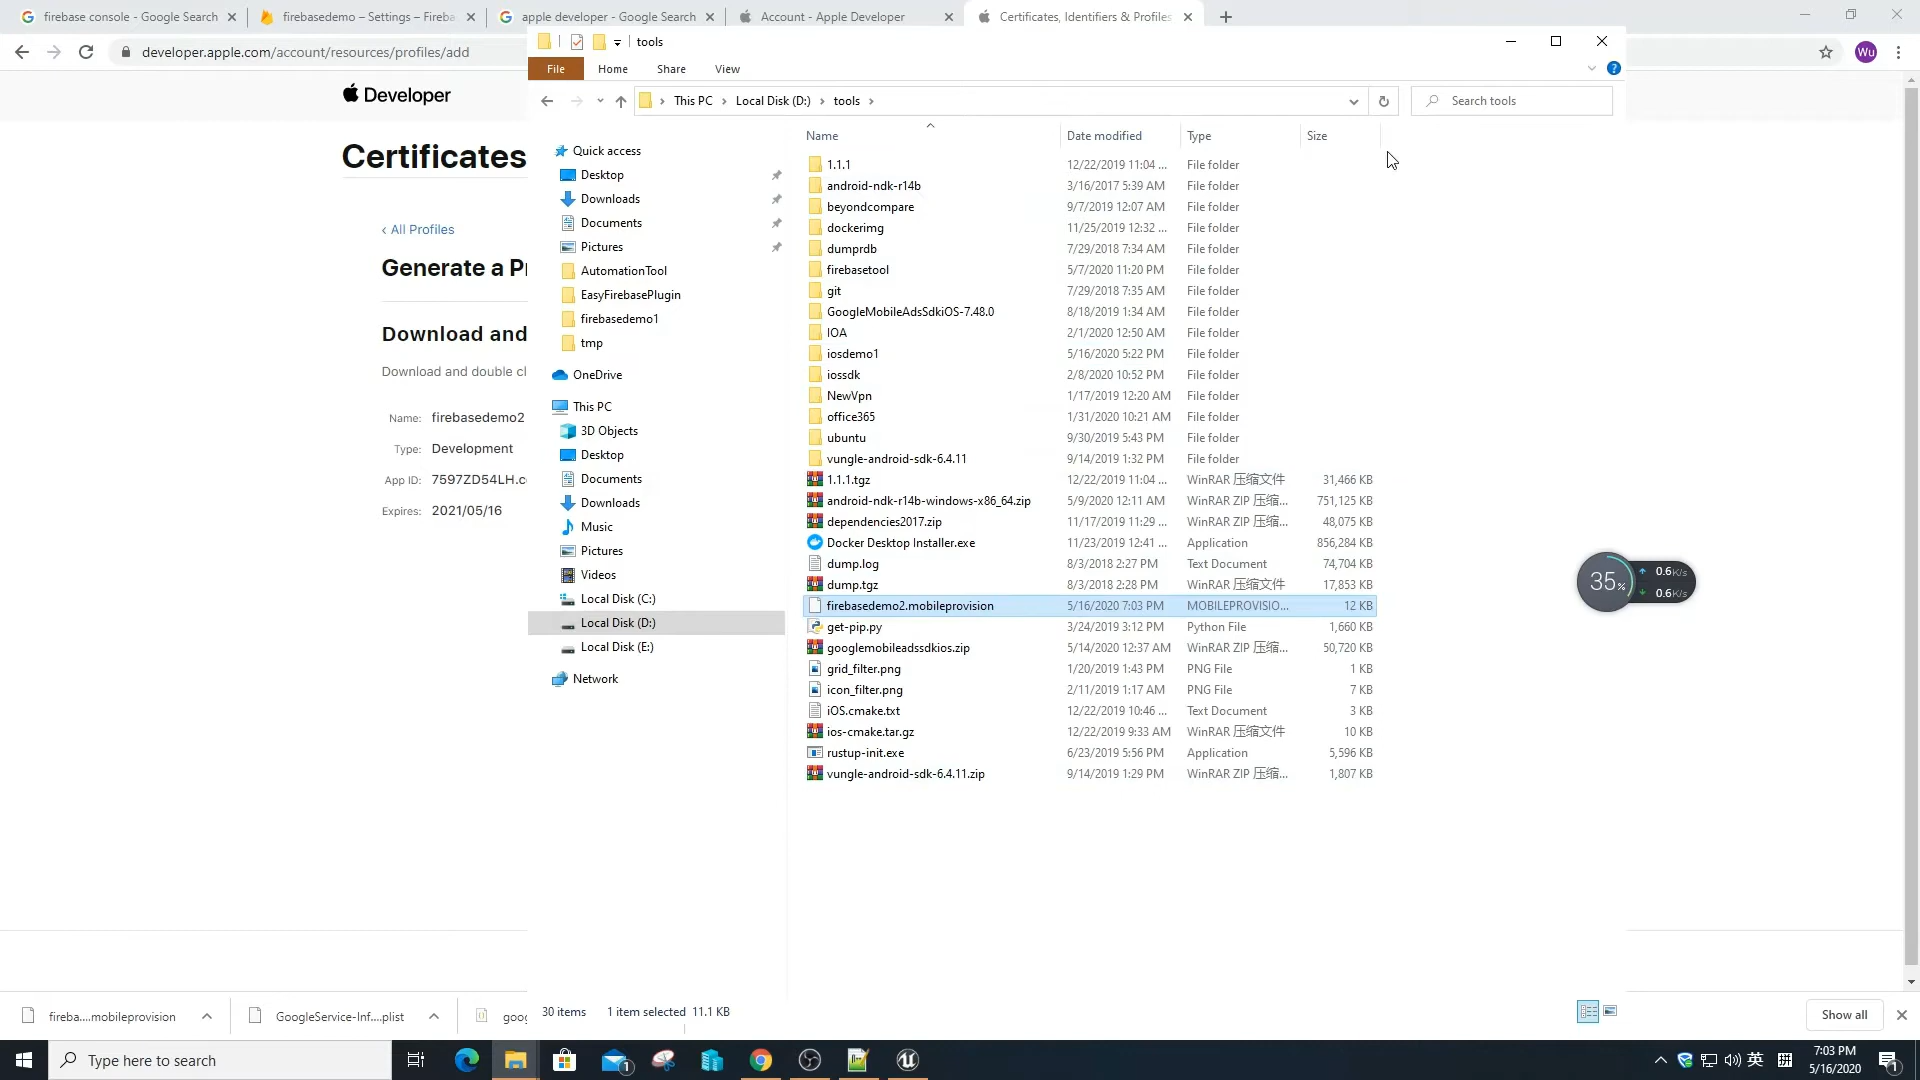 firebase console - Google Search
firebasedemo – Settings – Fireba
apple developer - Google Search
Account - Apple Developer
Certificates, Identifiers & Profiles
developer.apple.com/account/resources/profiles/add
Wu
Developer
Certificates
‹ All Profiles
Generate a P
Download and
Download and double cl
Name: firebasedemo2
Type: Development
App ID: 7597ZD54LH.c
Expires: 2021/05/16
tools
File Home Share View
This PC › Local Disk (D:) › tools ›
Search tools
Quick access
Desktop
Downloads
Documents
Pictures
AutomationTool
EasyFirebasePlugin
firebasedemo1
tmp
OneDrive
This PC
3D Objects
Desktop
Documents
Downloads
Music
Pictures
Videos
Local Disk (C:)
Local Disk (D:)
Local Disk (E:)
Network
Name Date modified Type Size
1.1.1 12/22/2019 11:04 ... File folder
android-ndk-r14b 3/16/2017 5:39 AM File folder
beyondcompare 9/7/2019 12:07 AM File folder
dockerimg 11/25/2019 12:32 ... File folder
dumprdb 7/29/2018 7:34 AM File folder
firebasetool 5/7/2020 11:20 PM File folder
git 7/29/2018 7:35 AM File folder
GoogleMobileAdsSdkiOS-7.48.0 8/18/2019 1:34 AM File folder
IOA 2/1/2020 12:50 AM File folder
iosdemo1 5/16/2020 5:22 PM File folder
iossdk 2/8/2020 10:52 PM File folder
NewVpn 1/17/2019 12:20 AM File folder
office365 1/31/2020 10:21 AM File folder
ubuntu 9/30/2019 5:43 PM File folder
vungle-android-sdk-6.4.11 9/14/2019 1:32 PM File folder
1.1.1.tgz 12/22/2019 11:04 ... WinRAR 压缩文件 31,466 KB
android-ndk-r14b-windows-x86_64.zip 5/9/2020 12:11 AM WinRAR ZIP 压缩... 751,125 KB
dependencies2017.zip 11/17/2019 11:29 ... WinRAR ZIP 压缩... 48,075 KB
Docker Desktop Installer.exe 11/23/2019 12:41 ... Application 856,284 KB
dump.log 8/3/2018 2:27 PM Text Document 74,704 KB
dump.tgz 8/3/2018 2:28 PM WinRAR 压缩文件 17,853 KB
firebasedemo2.mobileprovision 5/16/2020 7:03 PM MOBILEPROVISIO... 12 KB
get-pip.py 3/24/2019 3:12 PM Python File 1,660 KB
googlemobileadssdkios.zip 5/14/2020 12:37 AM WinRAR ZIP 压缩... 50,720 KB
grid_filter.png 1/20/2019 1:43 PM PNG File 1 KB
icon_filter.png 2/11/2019 1:17 AM PNG File 7 KB
iOS.cmake.txt 12/22/2019 10:46 ... Text Document 3 KB
ios-cmake.tar.gz 12/22/2019 9:33 AM WinRAR 压缩文件 10 KB
rustup-init.exe 6/23/2019 5:56 PM Application 5,596 KB
vungle-android-sdk-6.4.11.zip 9/14/2019 1:29 PM WinRAR ZIP 压缩... 1,807 KB
35%
0.6K/s
0.6K/s
30 items 1 item selected 11.1 KB
fireba....mobileprovision
GoogleService-Inf....plist
goog
Show all
Type here to search
1
英
拼
7:03 PM
5/16/2020
1